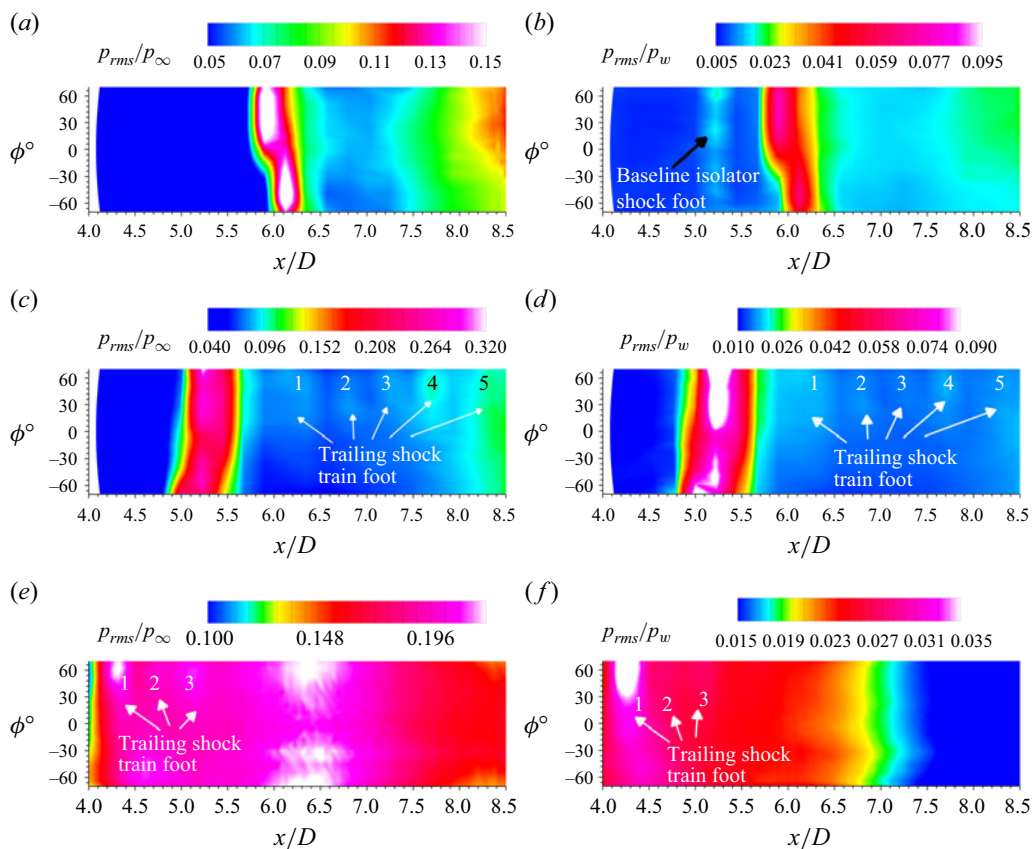 (a)
p_rms/p_∞
0.05 0.07 0.09 0.11 0.13 0.15
ϕ°
60
30
0
–30
–60
4.0 4.5 5.0 5.5 6.0 6.5 7.0 7.5 8.0 8.5
x/D
(b)
p_rms/p_w
0.005 0.023 0.041 0.059 0.077 0.095
ϕ°
60
30
0
–30
–60
Baseline isolator
shock foot
4.0 4.5 5.0 5.5 6.0 6.5 7.0 7.5 8.0 8.5
x/D
(c)
p_rms/p_∞
0.040 0.096 0.152 0.208 0.264 0.320
ϕ°
60
30
0
–30
–60
1 2 3 4 5
Trailing shock
train foot
4.0 4.5 5.0 5.5 6.0 6.5 7.0 7.5 8.0 8.5
x/D
(d)
p_rms/p_w
0.010 0.026 0.042 0.058 0.074 0.090
ϕ°
60
30
0
–30
–60
1 2 3 4 5
Trailing shock
train foot
4.0 4.5 5.0 5.5 6.0 6.5 7.0 7.5 8.0 8.5
x/D
(e)
p_rms/p_∞
0.100 0.148 0.196
ϕ°
60
30
0
–30
–60
1 2 3
Trailing shock
train foot
4.0 4.5 5.0 5.5 6.0 6.5 7.0 7.5 8.0 8.5
x/D
(f)
p_rms/p_w
0.015 0.019 0.023 0.027 0.031 0.035
ϕ°
60
30
0
–30
–60
1 2 3
Trailing shock
train foot
4.0 4.5 5.0 5.5 6.0 6.5 7.0 7.5 8.0 8.5
x/D